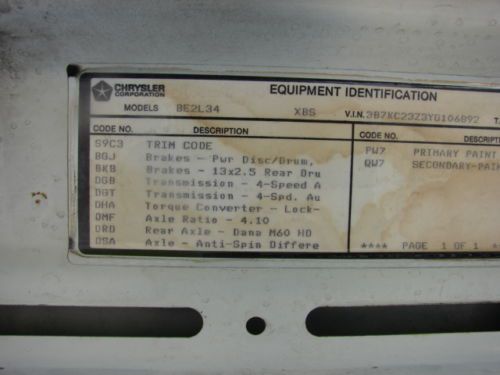 CHRYSLER
CORPORATION
EQUIPMENT IDENTIFICATION
MODELS BE2L34 XBS V.I.N. 3B7KC23Z3YG106892 T.
CODE NO. DESCRIPTION CODE NO. DESCRIPTION
S9C3 TRIM CODE
BGJ Brakes - Pwr Disc/Drum,
BKB Brakes - 13x2.5 Rear Dru
DGB Transmission - 4-Speed A
DGT Transmission - 4-Spd. Au
DHA Torque Converter - Lock-
DMF Axle Ratio - 4.10
DRD Rear Axle - Dana M60 HD
DSA Axle - Anti-Spin Differe
PW7 PRIMARY PAINT
QW7 SECONDARY-PAI
**** PAGE 1 OF 1 *